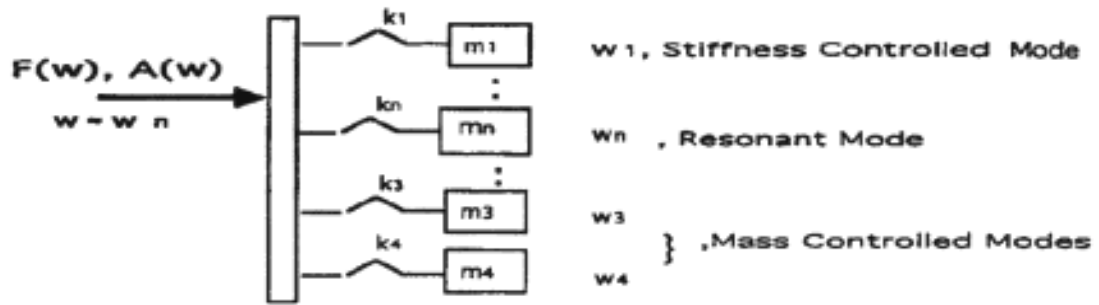 k1
m1
w1, Stiffness Controlled Mode
F(w), A(w)
w ~ w n
kn
mn
wn , Resonant Mode
k3
m3
w3
} ,Mass Controlled Modes
k4
m4
w4